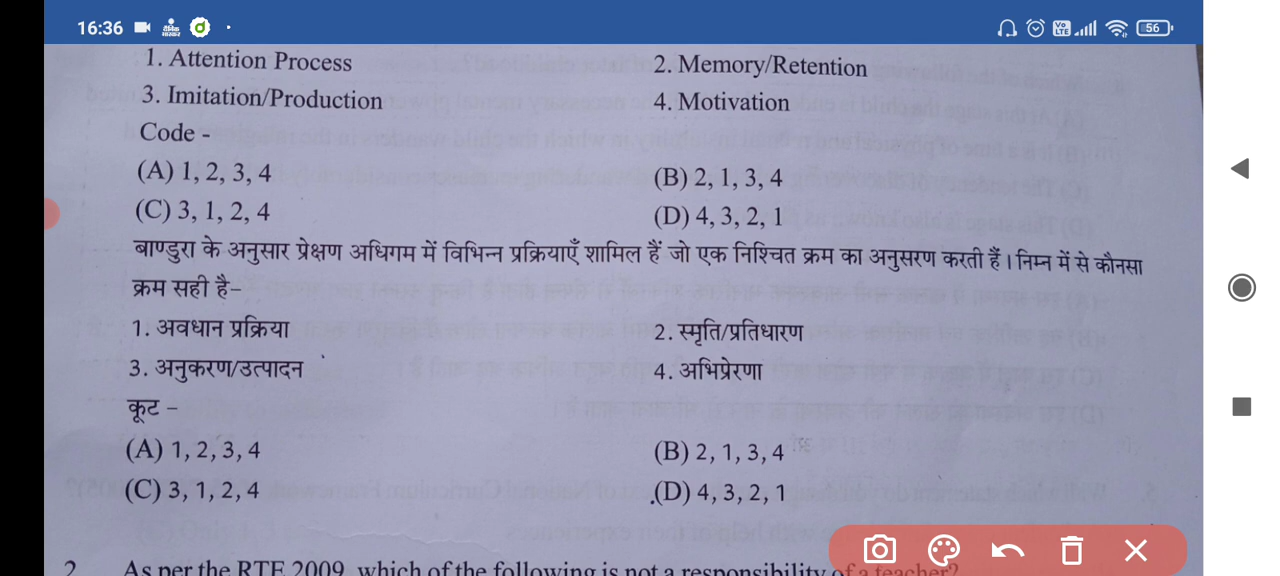 16:36
56
1. Attention Process 2. Memory/Retention
3. Imitation/Production 4. Motivation
Code -
(A) 1, 2, 3, 4 (B) 2, 1, 3, 4
(C) 3, 1, 2, 4 (D) 4, 3, 2, 1
बाण्डुरा के अनुसार प्रेक्षण अधिगम में विभिन्न प्रक्रियाएँ शामिल हैं जो एक निश्चित क्रम का अनुसरण करती हैं। निम्न में से कौनसा
क्रम सही है–
1. अवधान प्रक्रिया 2. स्मृति/प्रतिधारण
3. अनुकरण/उत्पादन 4. अभिप्रेरणा
कूट –
(A) 1, 2, 3, 4 (B) 2, 1, 3, 4
(C) 3, 1, 2, 4 (D) 4, 3, 2, 1
2. As per the RTE 2009, which of the following is not a responsibility of a teacher?